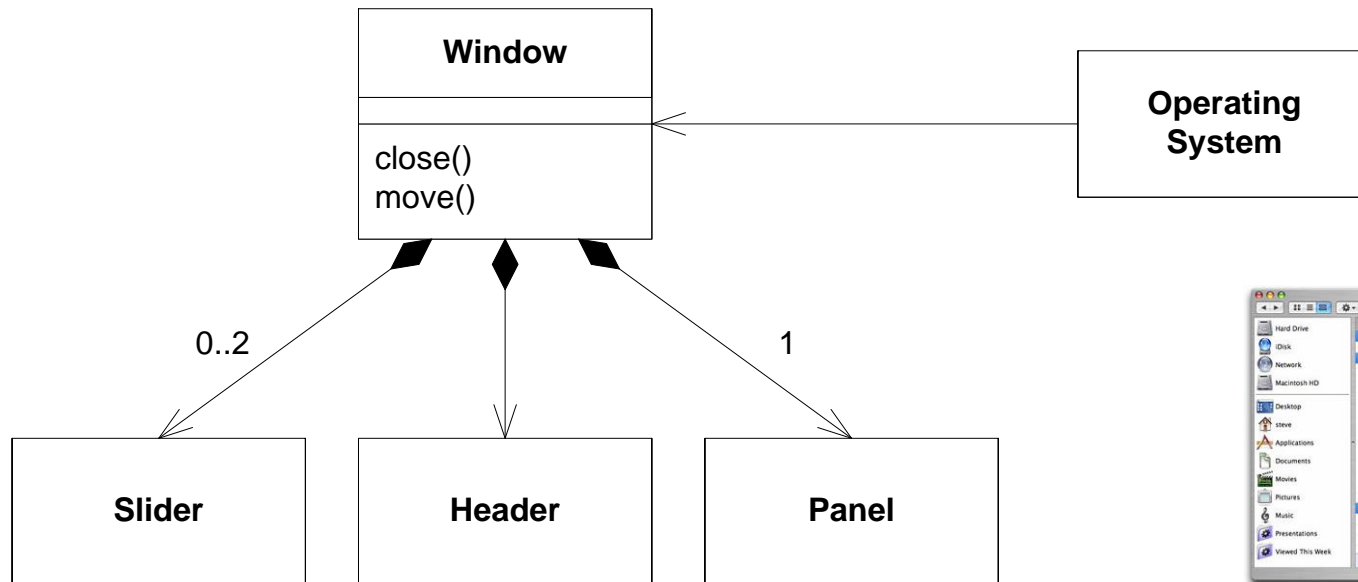 Window
Operating
System
close()
move()
0..2
1
Slider
Header
Panel
Hard Drive
iDisk
Network
Macintosh HD
Desktop
steve
Applications
Documents
Movies
Pictures
Music
Presentations
Viewed This Week